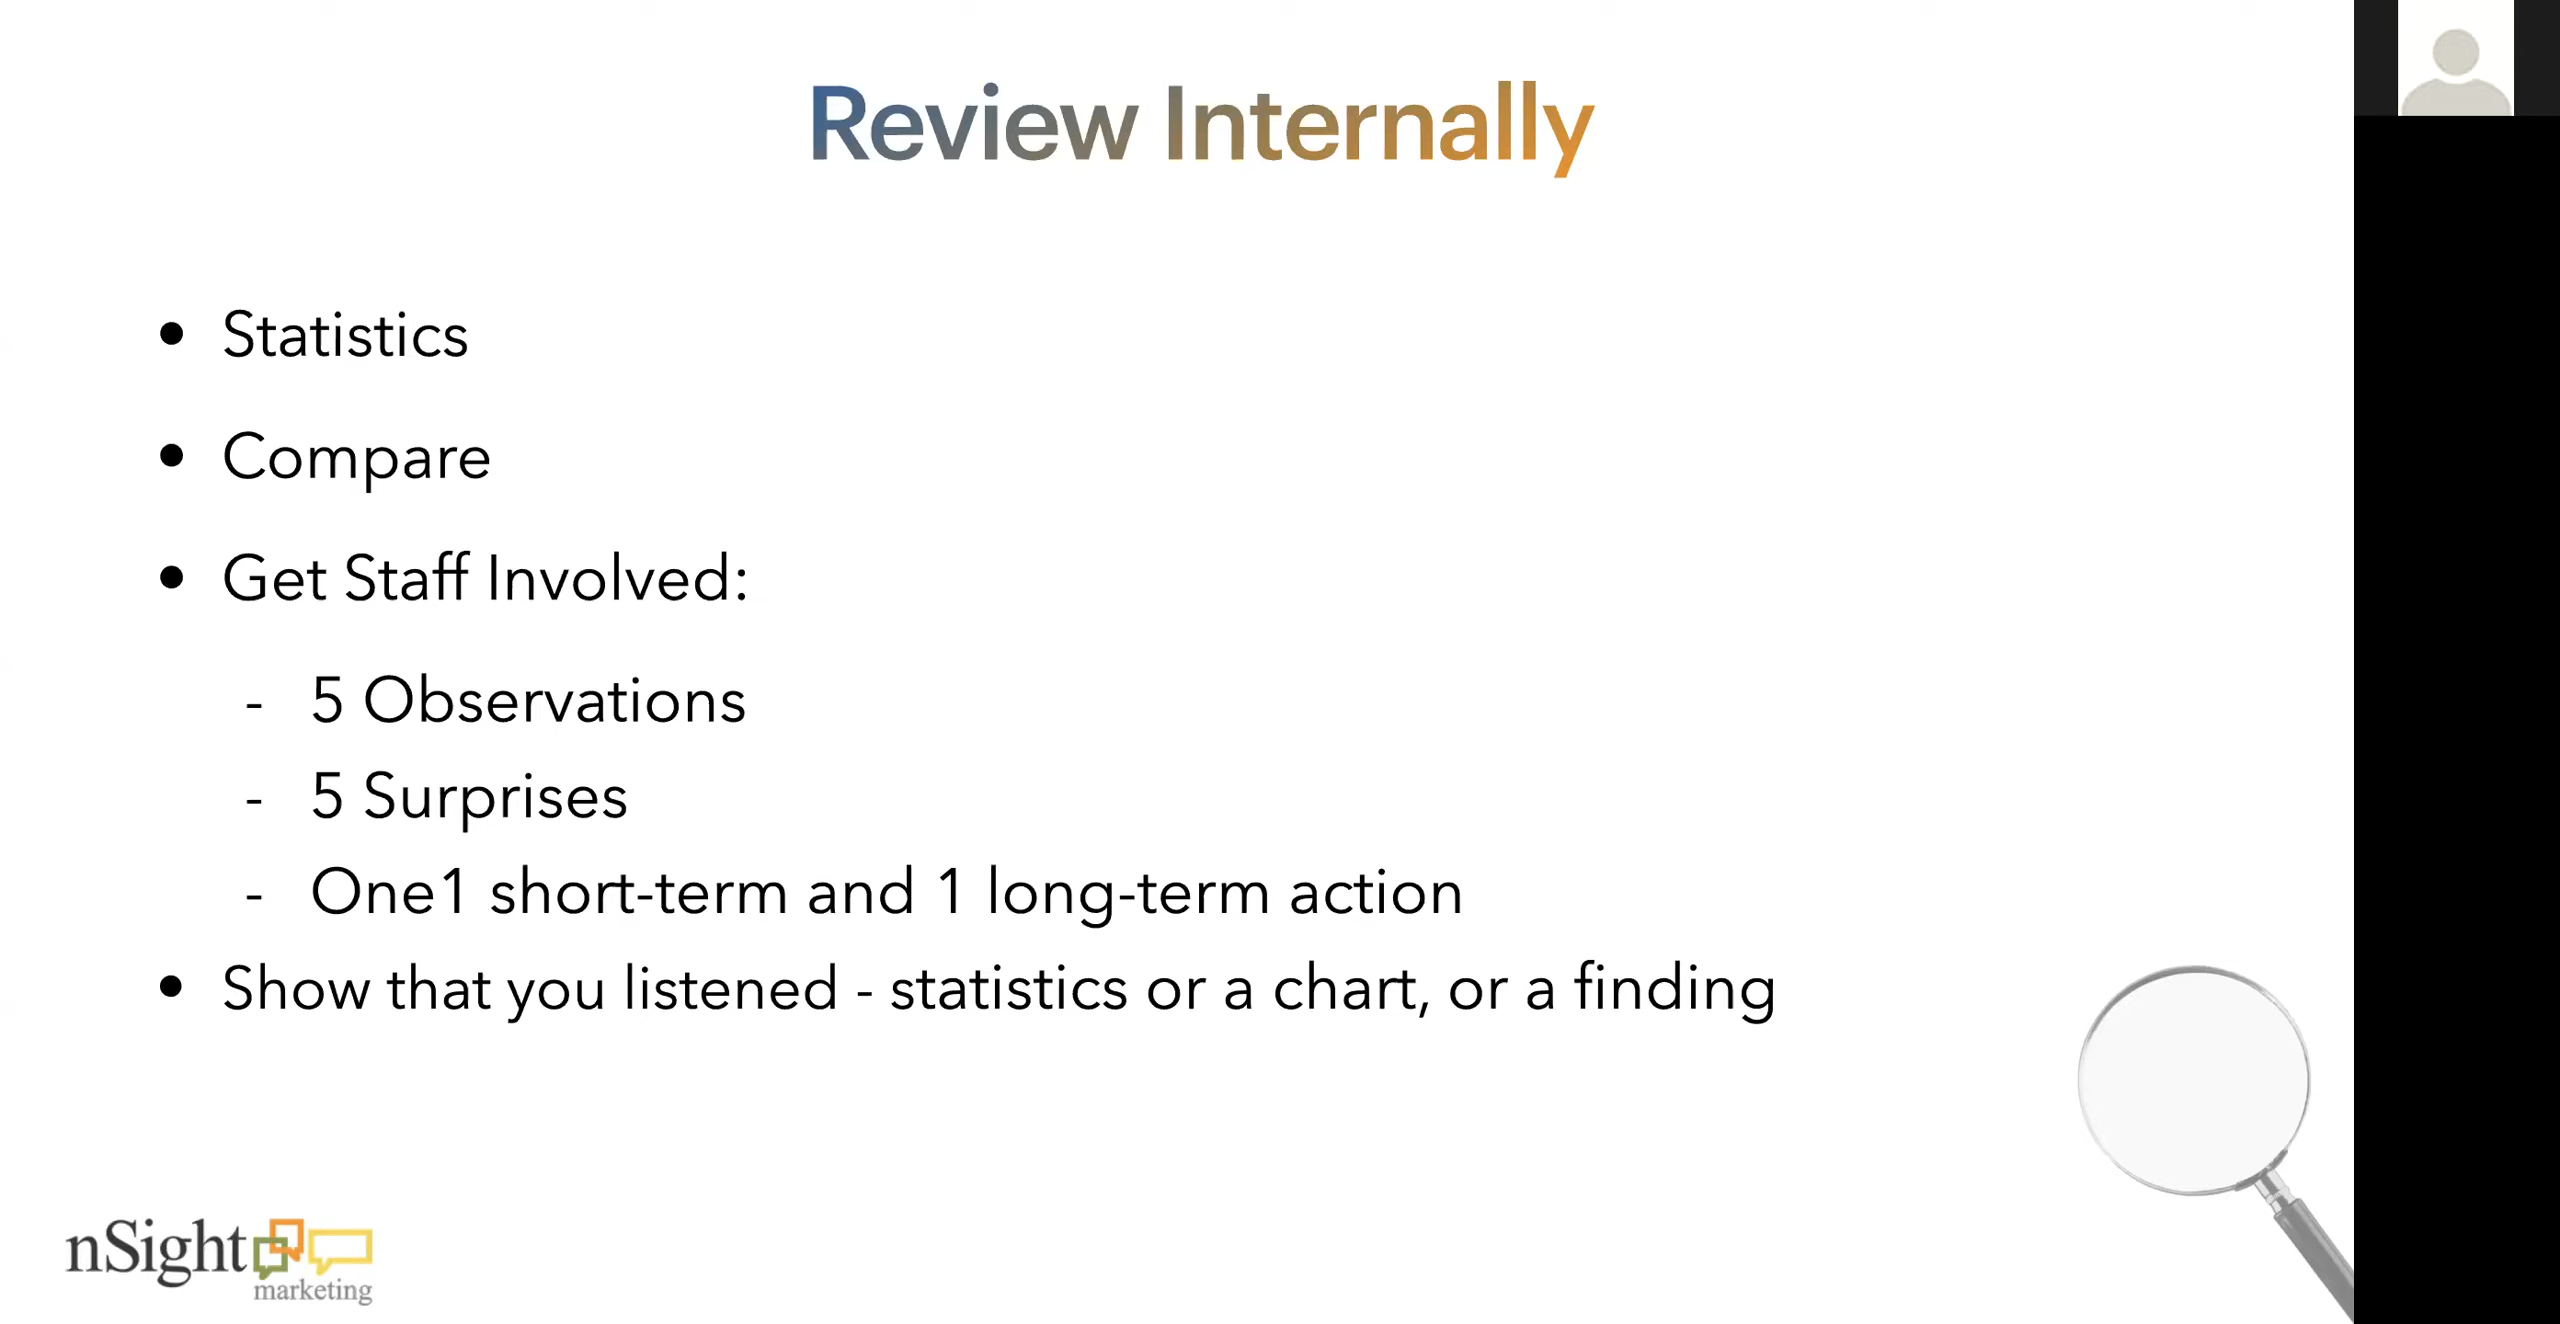 Review Internally
• Statistics
• Compare
• Get Staff Involved:
- 5 Observations
- 5 Surprises
- One1 short-term and 1 long-term action
• Show that you listened - statistics or a chart, or a finding
nSight
marketing